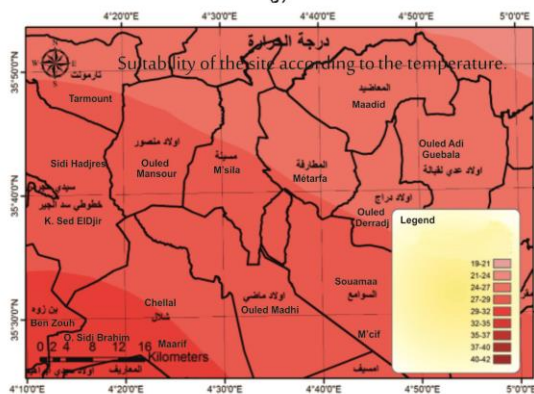 4°20'0"E 4°30'0"E 4°40'0"E 4°50'0"E 5°0'0"E
درجة الحرارة
Suitability of the site according to the temperature.
35°50'0"N
تارمونت
Tarmount
المعاضيد
Maadid
Ouled Adi
Guebala
اولاد عدي لقبالة
Sidi Hadjres
اولاد منصور
Ouled
Mansour
مسيلة
M'sila
المطارفة
Métarfa
35°40'0"N
خطوطي سد الجير
K. Sed ElDjir
اولاد دراج
Ouled
Derradj
Legend
19-21
21-24
24-27
27-29
29-32
32-35
35-37
37-40
40-42
Souamaa
السوامع
Chellal
شلال
اولاد ماضي
Ouled Madhi
بن زوه
Ben Zouh
35°30'0"N
O. Sidi Brahim
Maarif
المعاريف
M'cif
امسيف
0 2 4 8 12 16
Kilometers
4°10'0"E 4°20'0"E 4°30'0"E 4°40'0"E 4°50'0"E 5°0'0"E